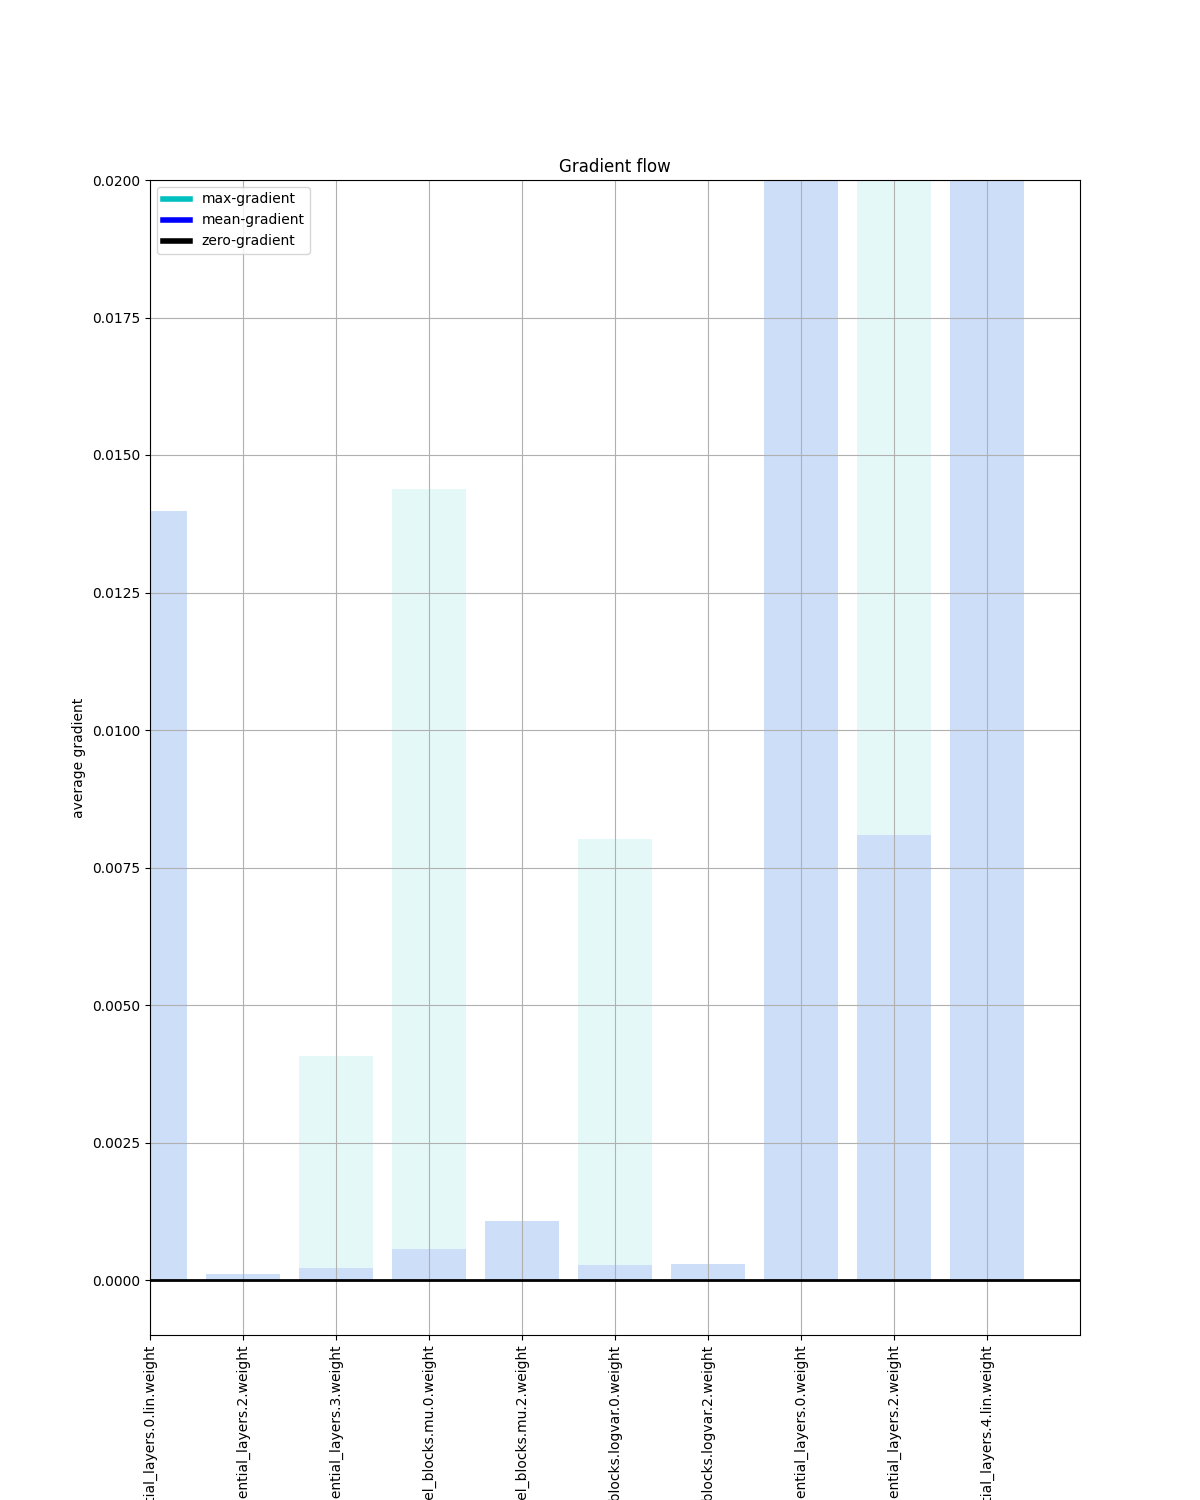 Gradient flow
max-gradient
mean-gradient
zero-gradient
average gradient
0.0200
0.0175
0.0150
0.0125
0.0100
0.0075
0.0050
0.0025
0.0000
tial_layers.0.lin.weight
ential_layers.2.weight
ential_layers.3.weight
el_blocks.mu.0.weight
el_blocks.mu.2.weight
blocks.logvar.0.weight
blocks.logvar.2.weight
ential_layers.0.weight
ential_layers.2.weight
tial_layers.4.lin.weight